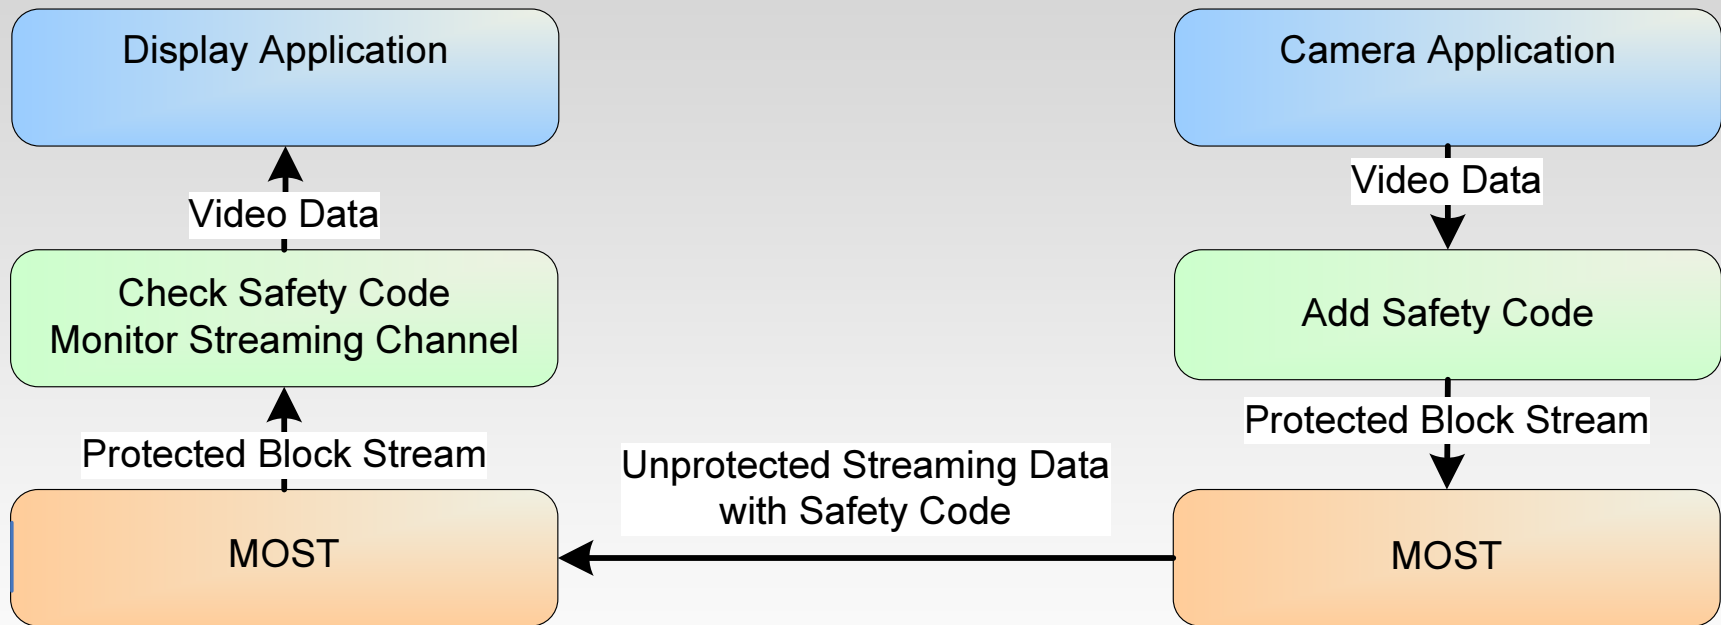 Display Application
Camera Application
Video Data
Video Data
Check Safety Code
Monitor Streaming Channel
Add Safety Code
Protected Block Stream
Protected Block Stream
Unprotected Streaming Data
with Safety Code
MOST
MOST